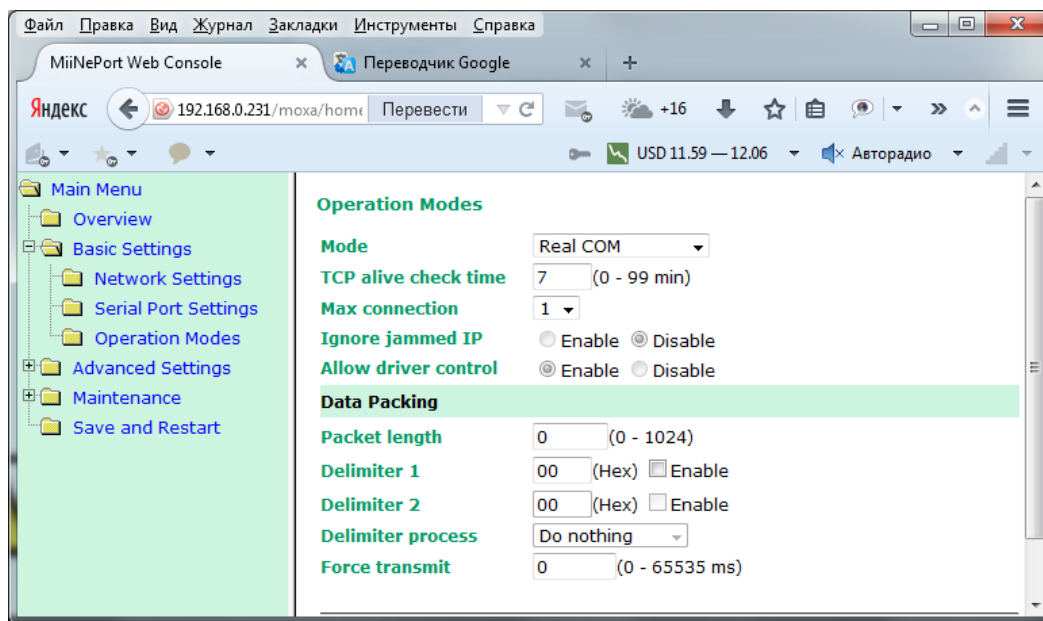 Файл Правка Вид Журнал Закладки Инструменты Справка
MiiNePort Web Console
Переводчик Google
Яндекс 192.168.0.231/moxa/home Перевести +16
USD 11.59 — 12.06 Авторадио
Main Menu
Overview
Basic Settings
Network Settings
Serial Port Settings
Operation Modes
Advanced Settings
Maintenance
Save and Restart
Operation Modes
Mode Real COM
TCP alive check time 7 (0 - 99 min)
Max connection 1
Ignore jammed IP Enable Disable
Allow driver control Enable Disable
Data Packing
Packet length 0 (0 - 1024)
Delimiter 1 00 (Hex) Enable
Delimiter 2 00 (Hex) Enable
Delimiter process Do nothing
Force transmit 0 (0 - 65535 ms)